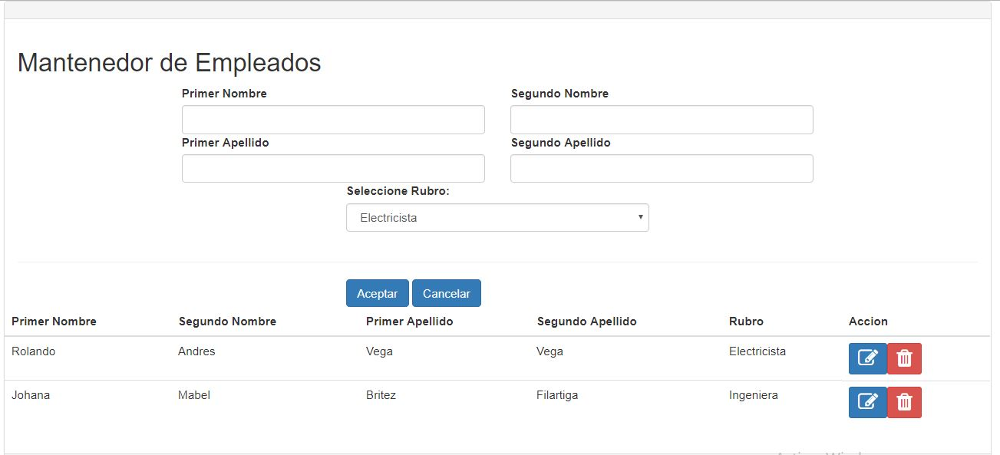 Mantenedor de Empleados
Primer Nombre Segundo Nombre
Primer Apellido Segundo Apellido
Seleccione Rubro:
Electricista
Aceptar Cancelar
Primer Nombre Segundo Nombre Primer Apellido Segundo Apellido Rubro Accion
Rolando Andres Vega Vega Electricista
Johana Mabel Britez Filartiga Ingeniera